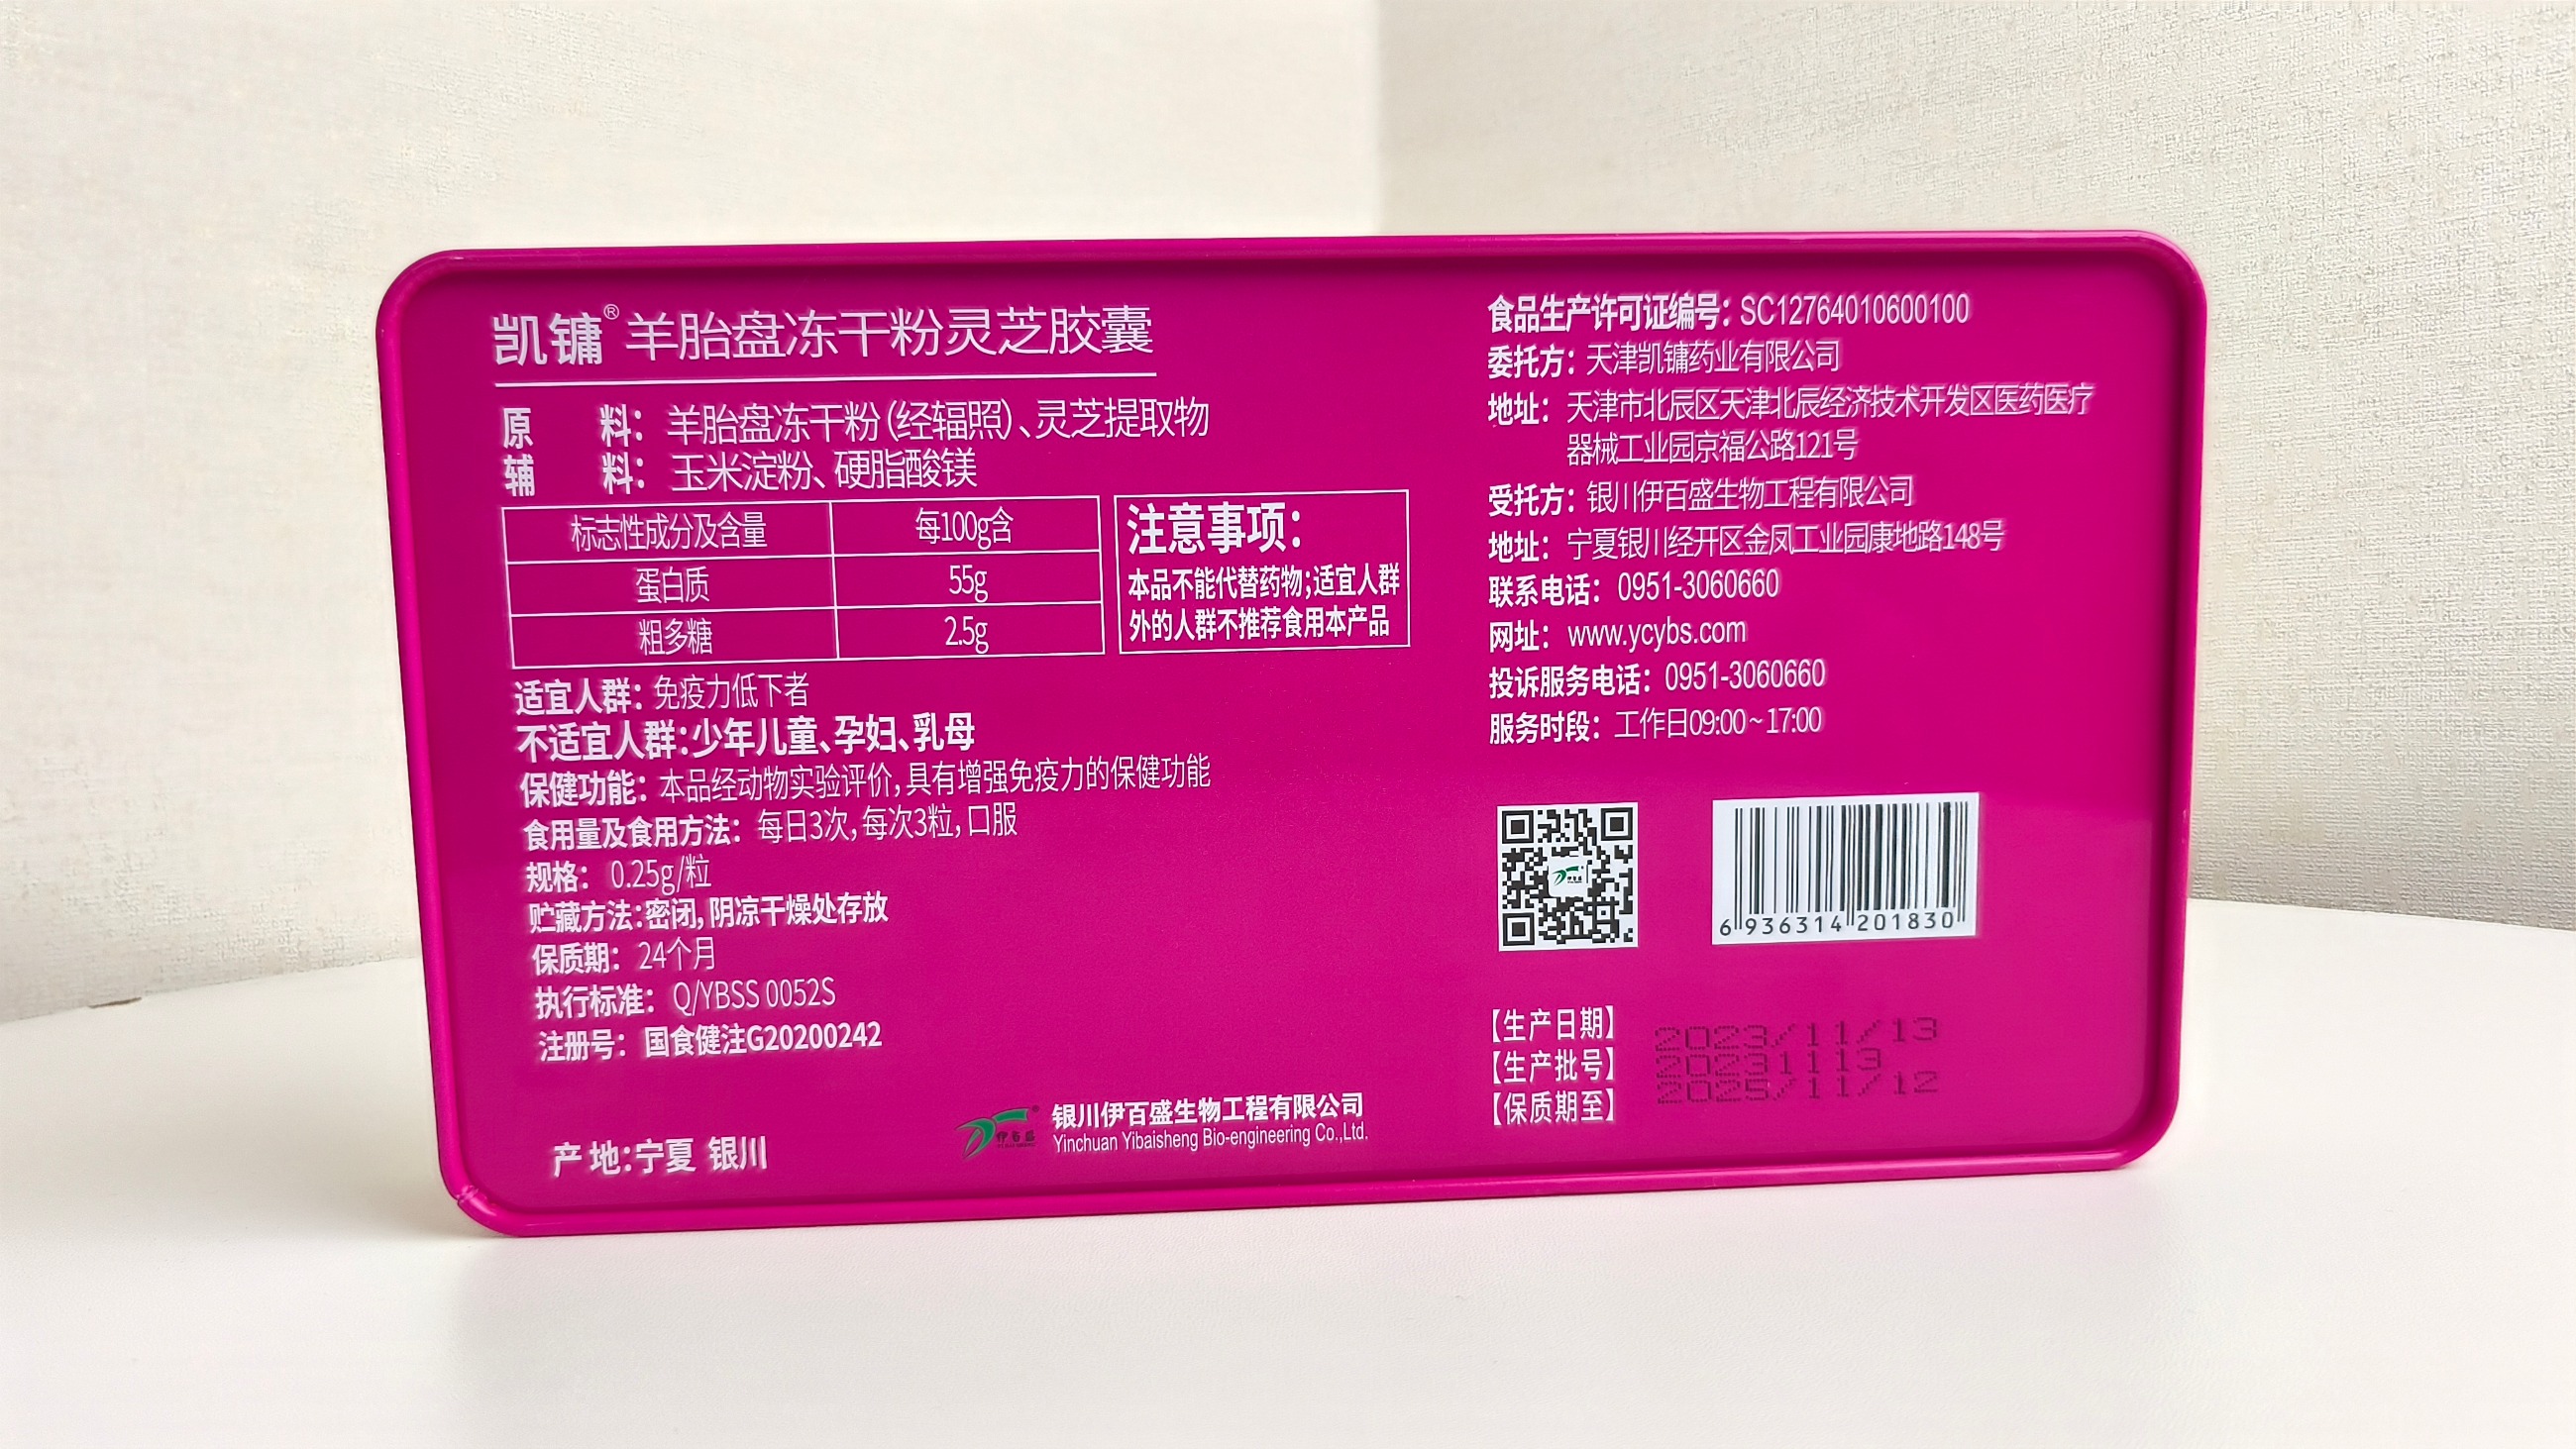 凯镛® 羊胎盘冻干粉灵芝胶囊
原 料：羊胎盘冻干粉（经辐照）、灵芝提取物
辅 料：玉米淀粉、硬脂酸镁
标志性成分及含量 每100g含
蛋白质 55g
粗多糖 2.5g
注意事项：
本品不能代替药物；适宜人群
外的人群不推荐食用本产品
适宜人群：免疫力低下者
不适宜人群：少年儿童、孕妇、乳母
保健功能：本品经动物实验评价，具有增强免疫力的保健功能
食用量及食用方法：每日3次，每次3粒，口服
规格：0.25g/粒
贮藏方法：密闭，阴凉干燥处存放
保质期：24个月
执行标准：Q/YBSS 0052S
注册号：国食健注G20200242
产 地：宁夏 银川
伊百盛
银川伊百盛生物工程有限公司
Yinchuan Yibaisheng Bio-engineering Co.,Ltd.
食品生产许可证编号：SC12764010600100
委托方：天津凯镛药业有限公司
地址：天津市北辰区天津北辰经济技术开发区医药医疗
器械工业园京福公路121号
受托方：银川伊百盛生物工程有限公司
地址：宁夏银川经开区金凤工业园康地路148号
联系电话：0951-3060660
网址：www.ycybs.com
投诉服务电话：0951-3060660
服务时段：工作日09:00~17:00
伊百盛
6 936314 201830
【生产日期】 2023/11/13
【生产批号】 20231113
【保质期至】 2025/11/12